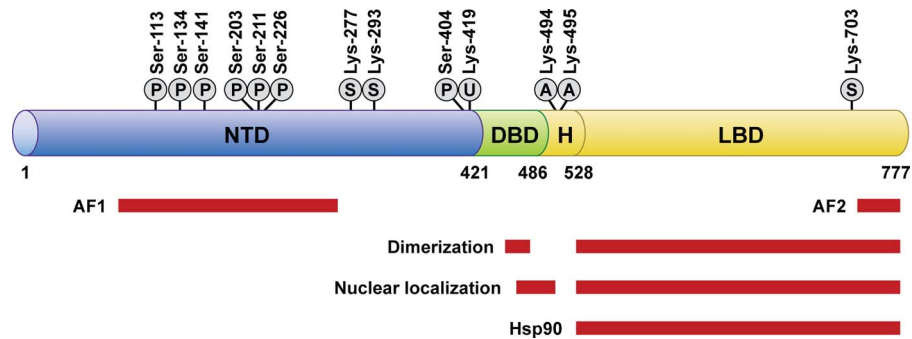 Ser-113
Ser-134
Ser-141
Ser-203
Ser-211
Ser-226
Lys-277
Lys-293
Ser-404
Lys-419
Lys-494
Lys-495
Lys-703
P P P P P P S S P U A A S
NTD DBD H LBD
1 421 486 528 777
AF1 AF2
Dimerization
Nuclear localization
Hsp90